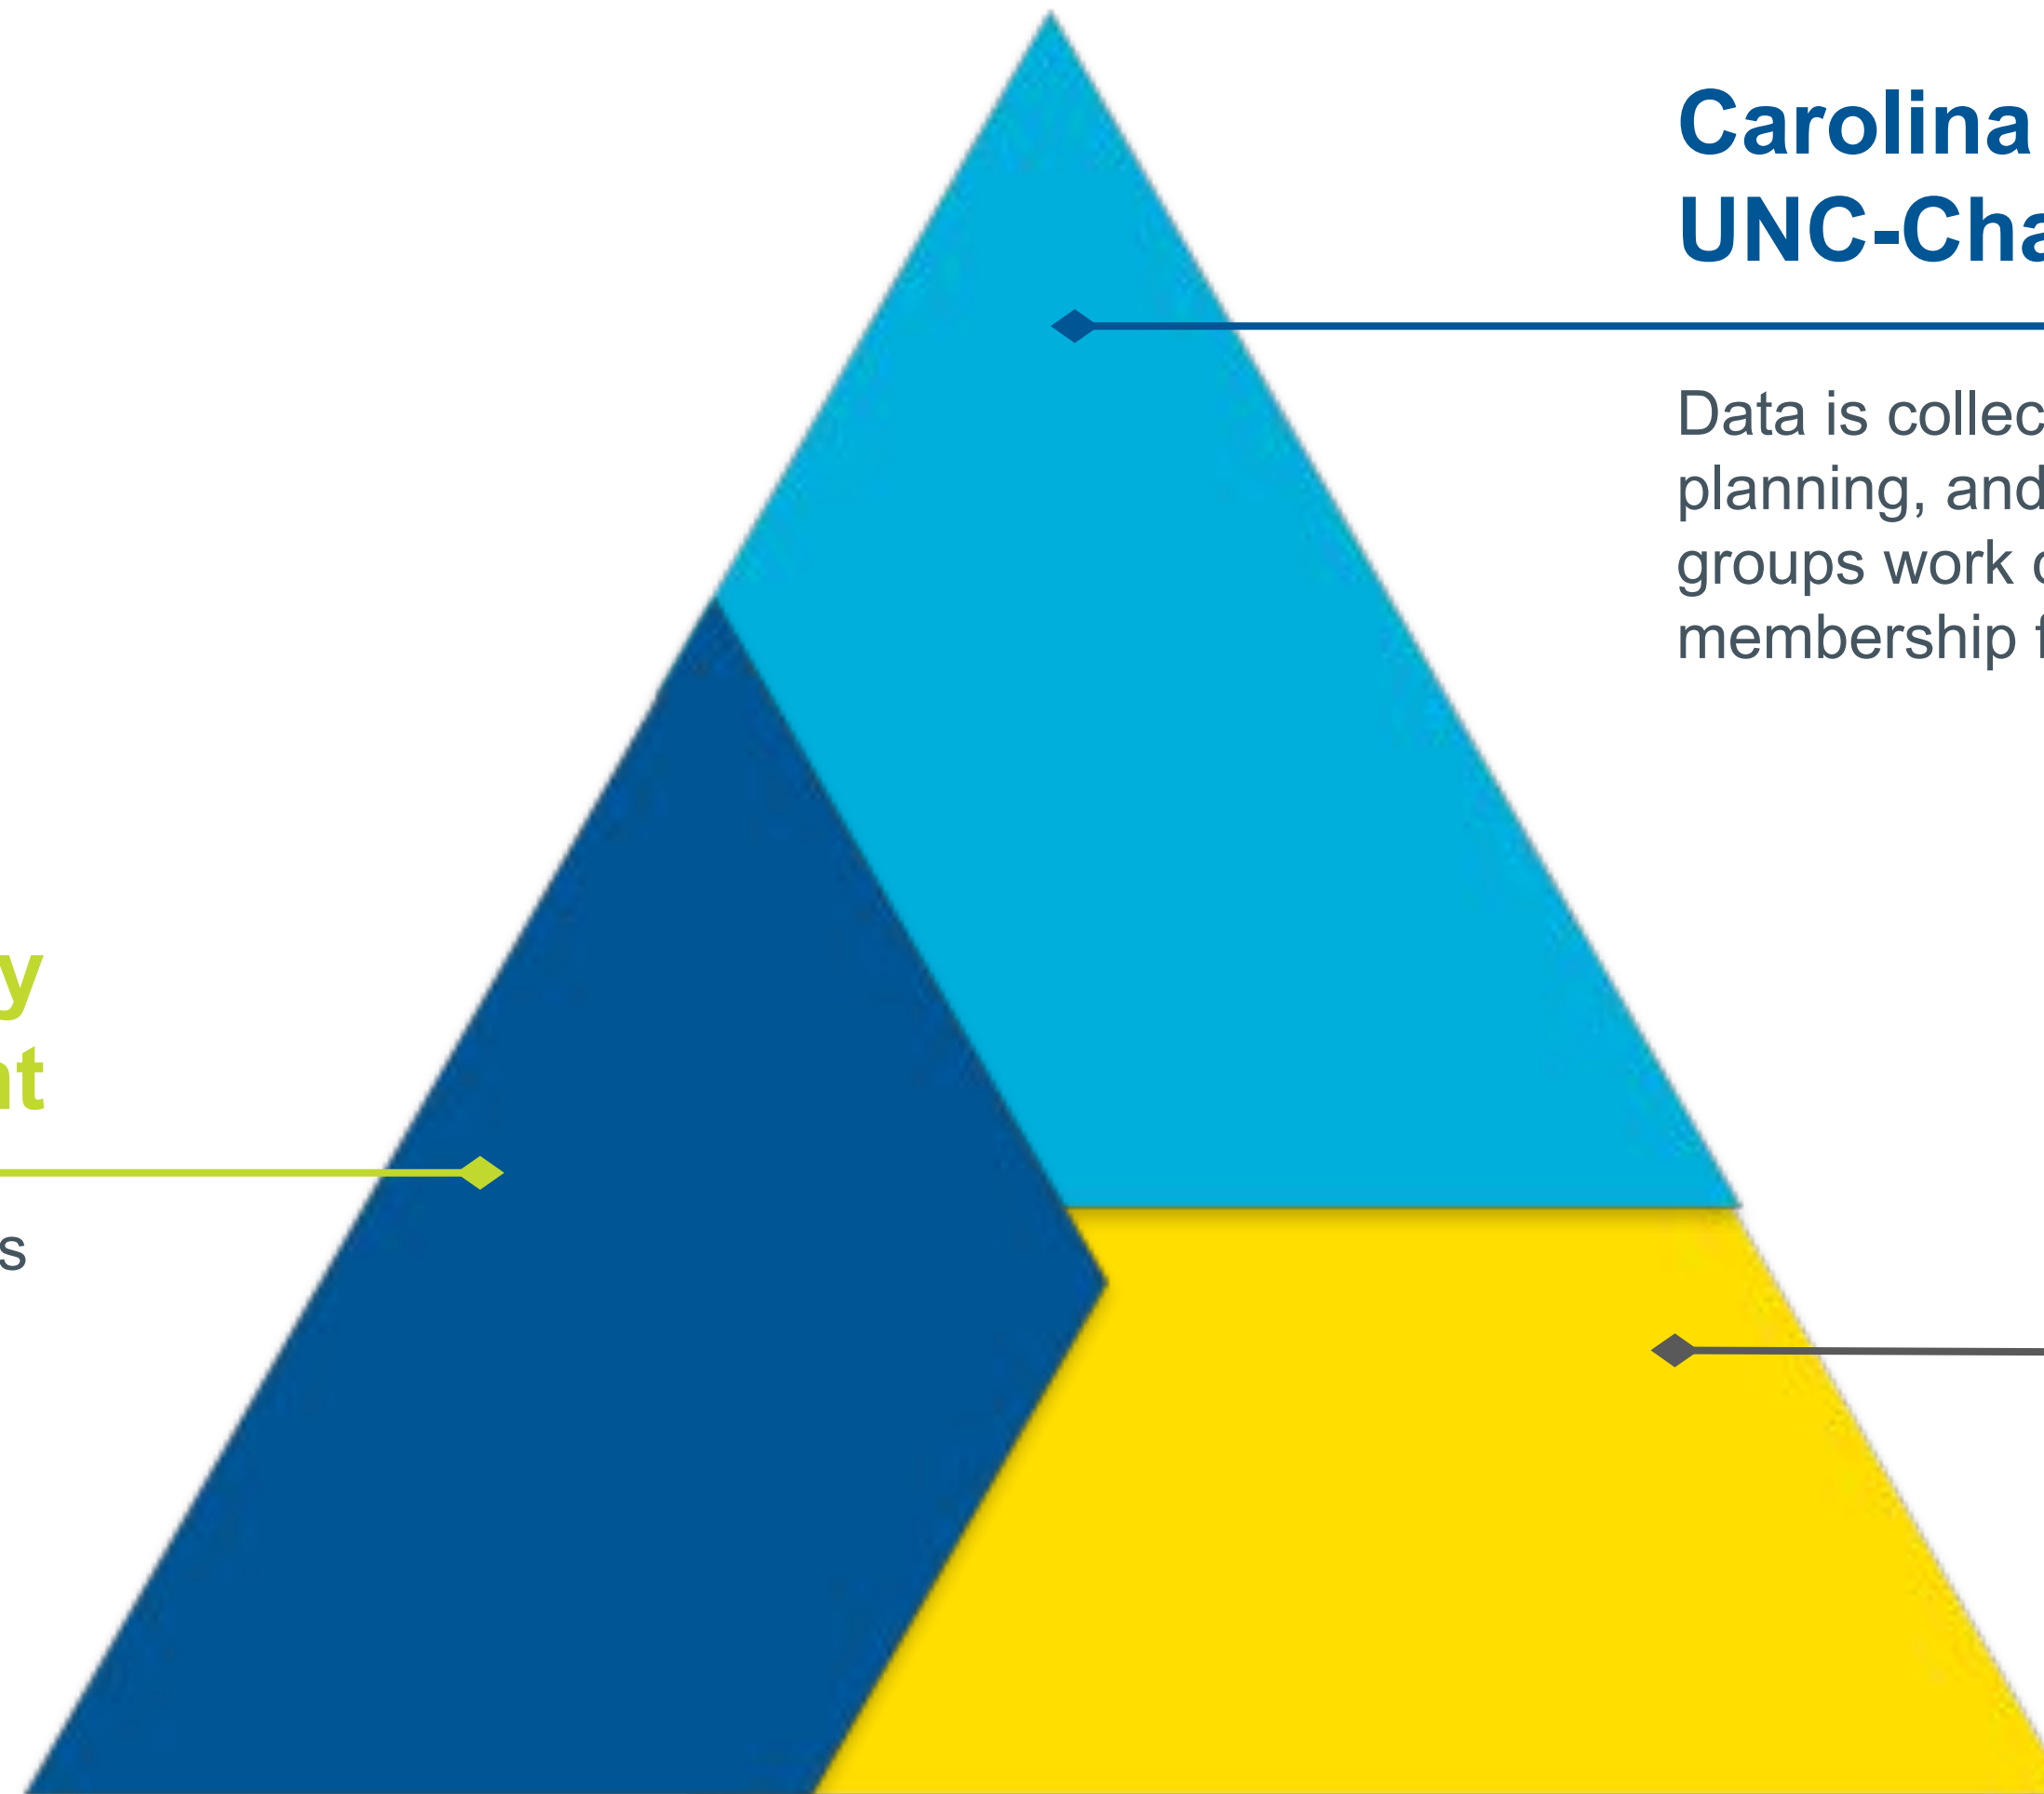 Carolina
UNC-Cha
Data is collec
planning, and
groups work
membership f
y
nt
s